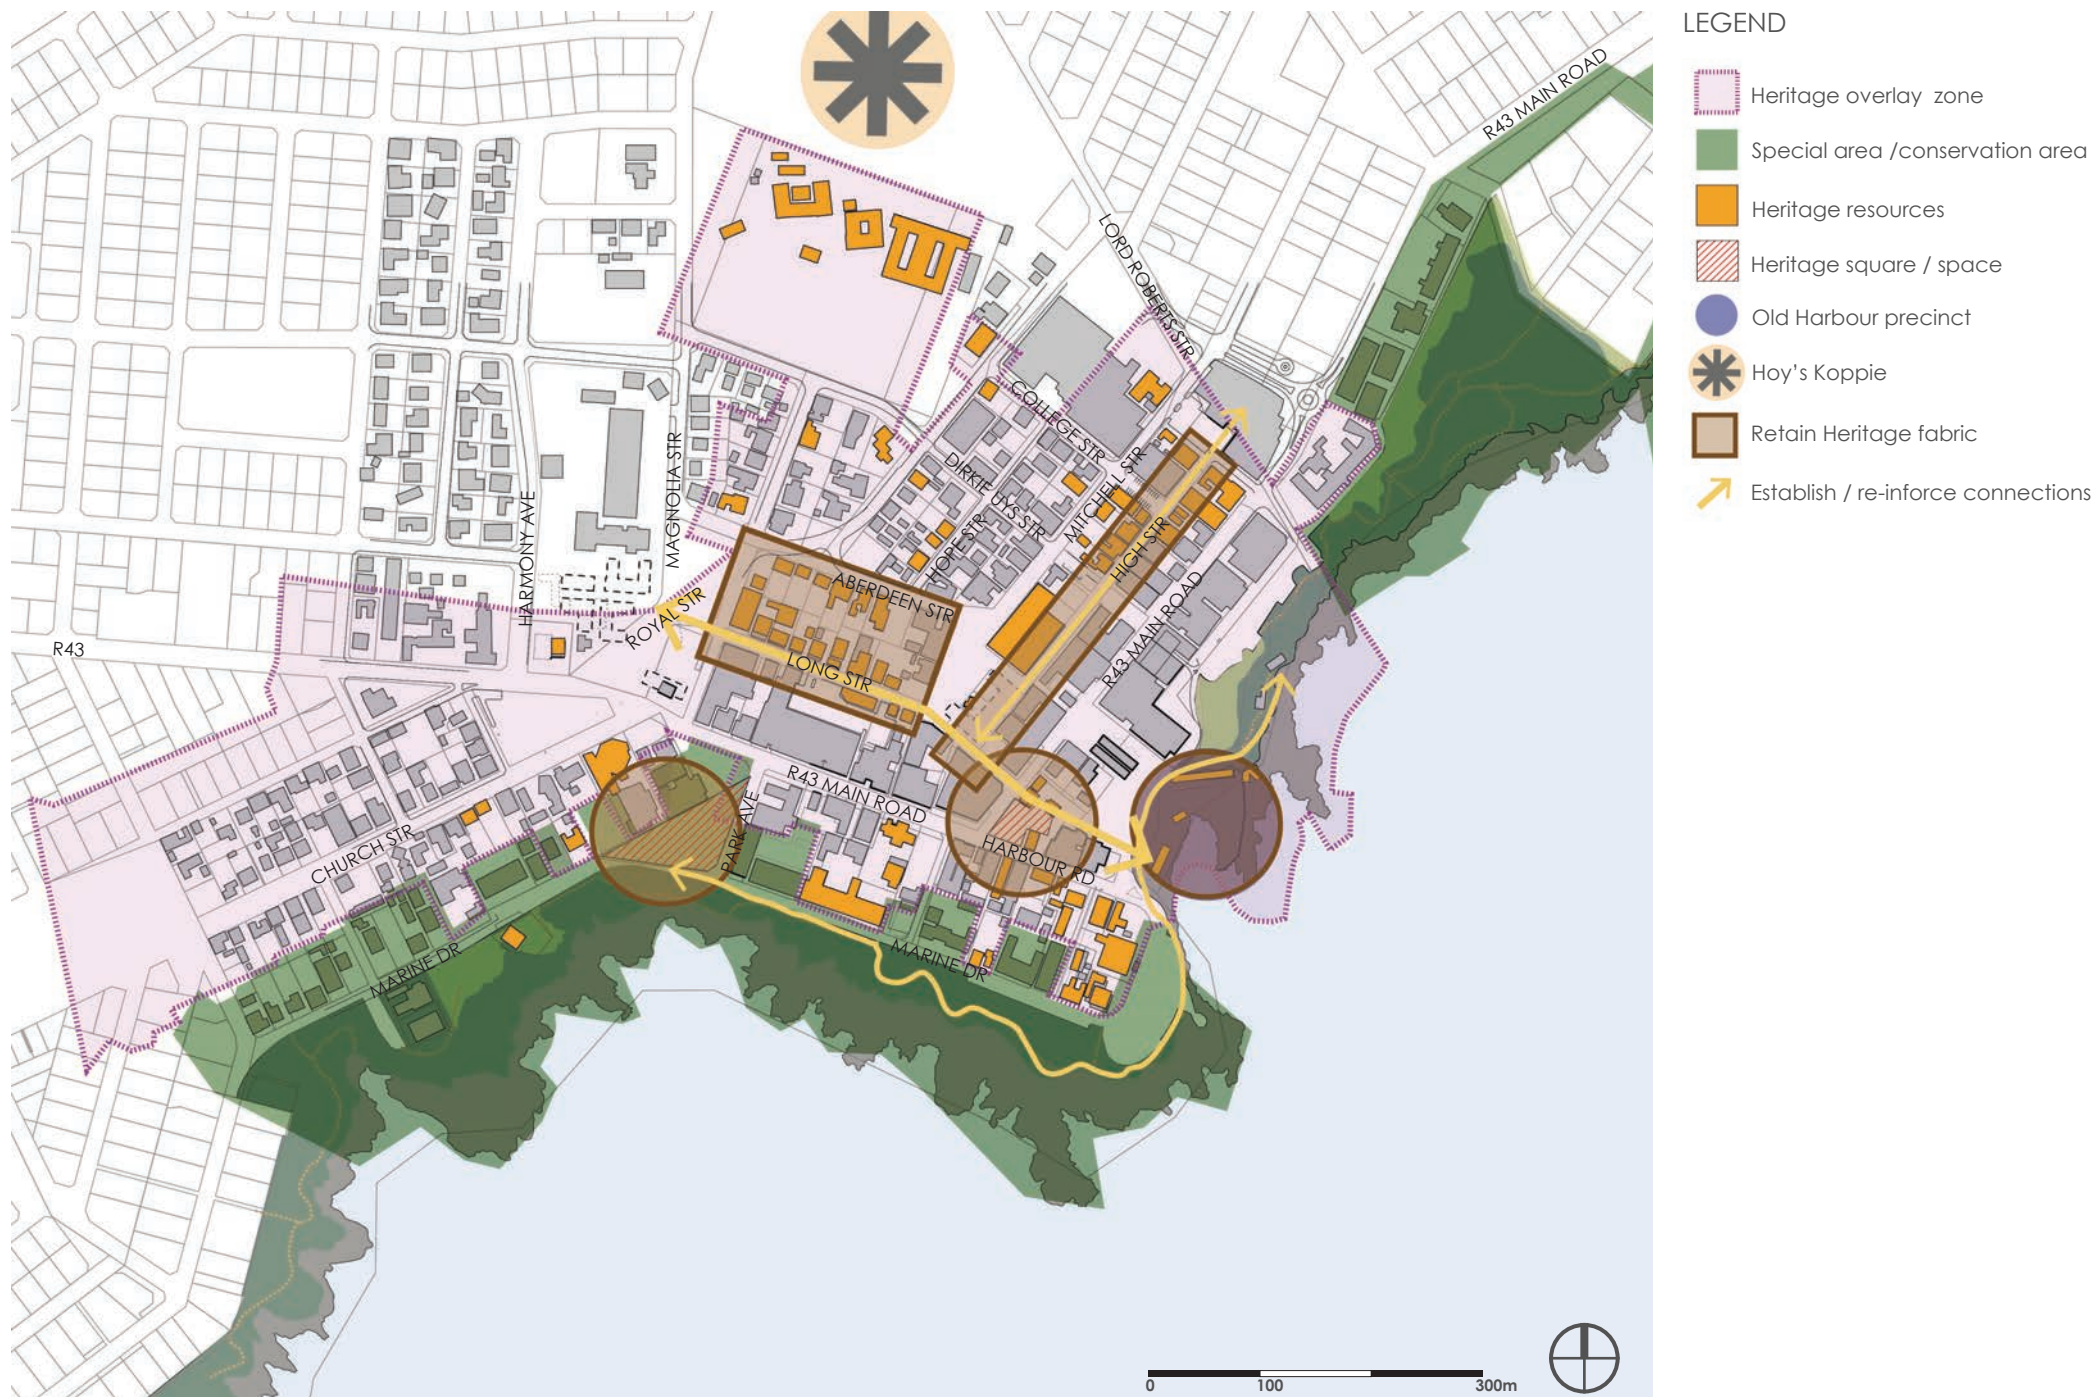 LEGEND
Heritage overlay zone
Special area /conservation area
Heritage resources
Heritage square / space
Old Harbour precinct
Hoy's Koppie
Retain Heritage fabric
Establish / re-inforce connections
R43 MAIN ROAD
LORD ROBERTS STR
COLLEGE STR
DIRKIE UYS STR
MITCHELL STR
HOPE STR
HIGH STR
MAGNOLIA STR
HARMONY AVE
ABERDEEN STR
ROYAL STR
R43
LONG STR
R43 MAIN ROAD
R43 MAIN ROAD
PARK AVE
CHURCH STR
HARBOUR RD
MARINE DR
MARINE DR
0
100
300m